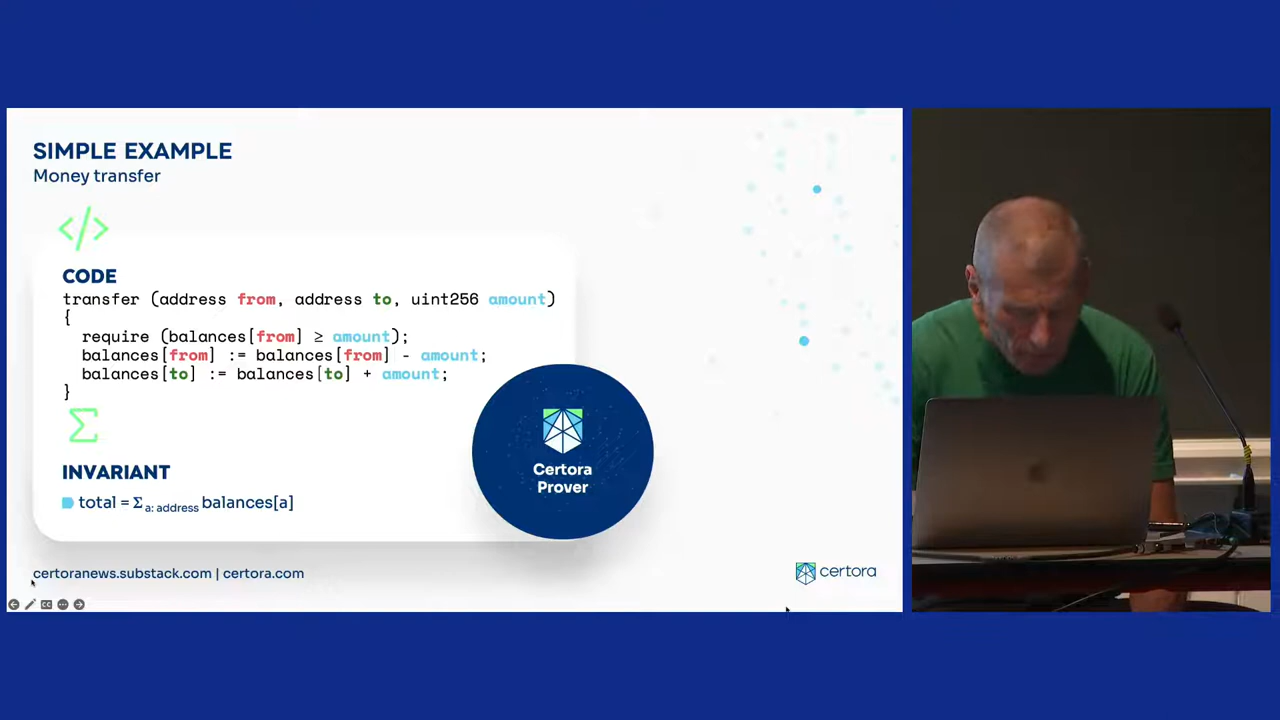 SIMPLE EXAMPLE
Money transfer
</>
CODE
transfer (address from, address to, uint256 amount)
{
require (balances[from] ≥ amount);
balances[from] := balances[from] - amount;
balances[to] := balances[to] + amount;
}
Σ
INVARIANT
total = Σ a: address balances[a]
Certora
Prover
certoranews.substack.com | certora.com
certora
CC